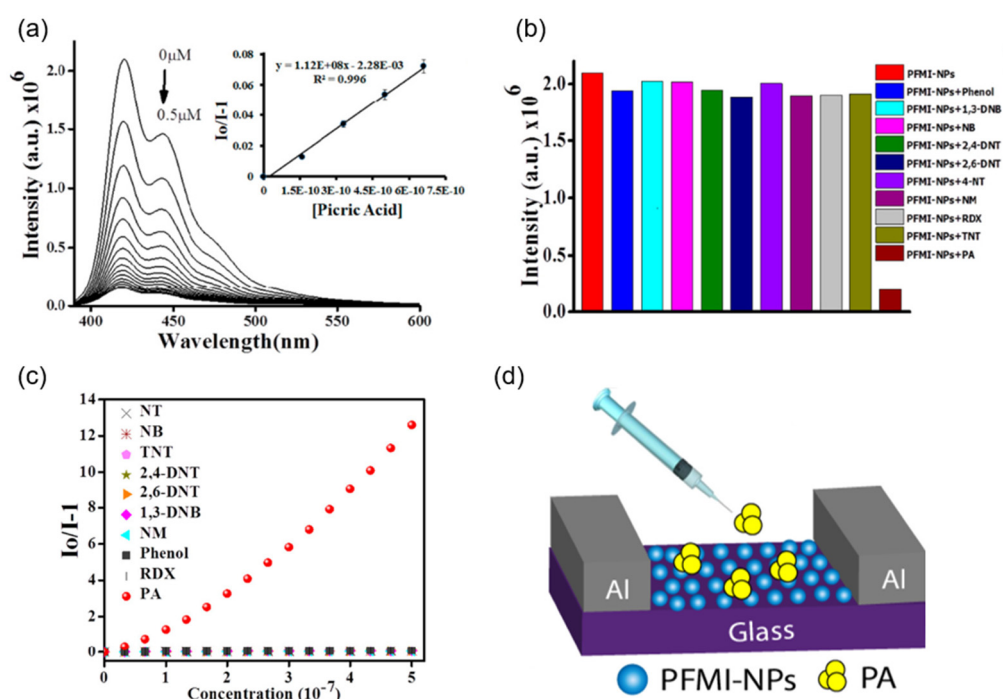 (a)
Intensity (a.u.) x10⁶
2.0
1.5
1.0
0.5
0.0
400
450
500
550
600
Wavelength(nm)
0μM
0.5μM
Io/I-1
0.08
0.06
0.04
0.02
0
y = 1.12E+08x - 2.28E-03
R² = 0.996
1.5E-10
3E-10
4.5E-10
6E-10
7.5E-10
[Picric Acid]
(b)
Intensity (a.u.) x10⁶
2.0
1.5
1.0
0.0
PFMI-NPs
PFMI-NPs+Phenol
PFMI-NPs+1,3-DNB
PFMI-NPs+NB
PFMI-NPs+2,4-DNT
PFMI-NPs+2,6-DNT
PFMI-NPs+4-NT
PFMI-NPs+NM
PFMI-NPs+RDX
PFMI-NPs+TNT
PFMI-NPs+PA
(c)
Io/I-1
14
12
10
8
6
4
2
0
NT
NB
TNT
2,4-DNT
2,6-DNT
1,3-DNB
NM
Phenol
RDX
PA
0
1
2
3
4
5
Concentration (10⁻⁷)
(d)
Al
Al
Glass
PFMI-NPs
PA